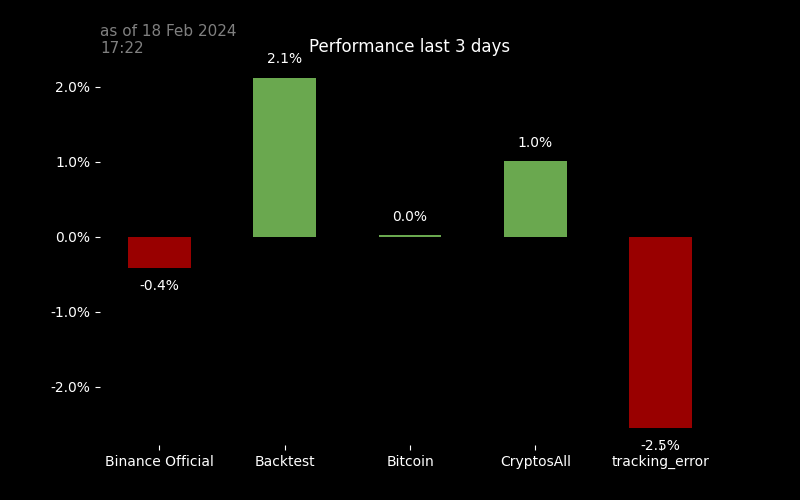 as of 18 Feb 2024
17:22
Performance last 3 days
2.1%
2.0%
1.0%
1.0%
0.0%
0.0%
-0.4%
-1.0%
-2.0%
-2.5%
Binance Official
Backtest
Bitcoin
CryptosAll
tracking_error